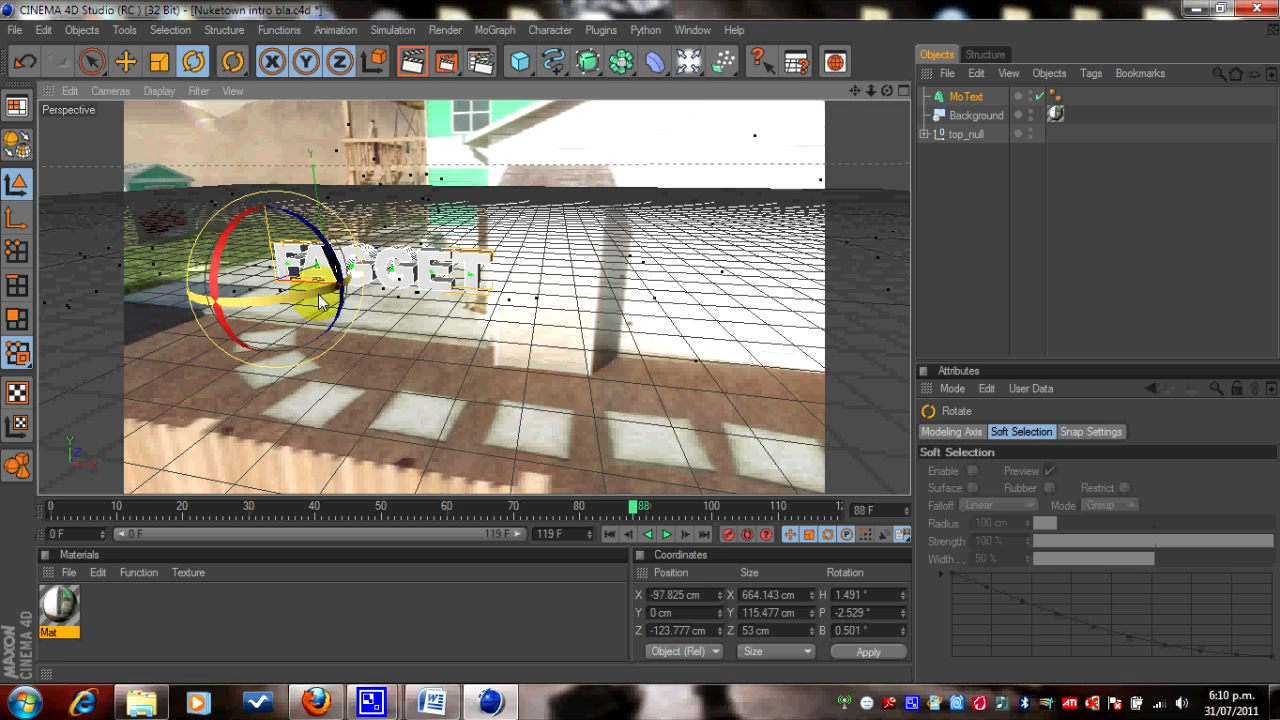 CINEMA 4D Studio (RC ) (32 Bit) - [Nuketown intro bla.c4d *]
File Edit Objects Tools Selection Structure Functions Animation Simulation Render MoGraph Character Plugins Python Window Help
X Y Z
Objects Structure
File Edit View Objects Tags Bookmarks
MoText
Background
top_null
Edit Cameras Display Filter View
Perspective
Y
FAGGET
Y
Z
X
Attributes
Mode Edit User Data
Rotate
Modeling Axis Soft Selection Snap Settings
Soft Selection
Enable Preview
Surface Rubber Restrict
Falloff Linear Mode Group
Radius 100 cm
Strength 100 %
Width . . 50 %
0 10 20 30 40 50 60 70 80 88 100 110 88 F
0 F 0 F 119 F 119 F
Materials
File Edit Function Texture
Mat
Coordinates
Position Size Rotation
X -97.825 cm X 664.143 cm H 1.491 °
Y 0 cm Y 115.477 cm P -2.529 °
Z -123.777 cm Z 53 cm B 0.501 °
Object (Rel) Size Apply
MAXON
CINEMA 4D
6:10 p.m.
31/07/2011